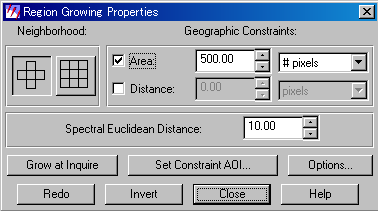 Region Growing Properties
Neighborhood: Geographic Constraints:
Area: 500.00 # pixels
Distance: 0.00 pixels
Spectral Euclidean Distance: 10.00
Grow at Inquire Set Constraint AOI... Options...
Redo Invert Close Help